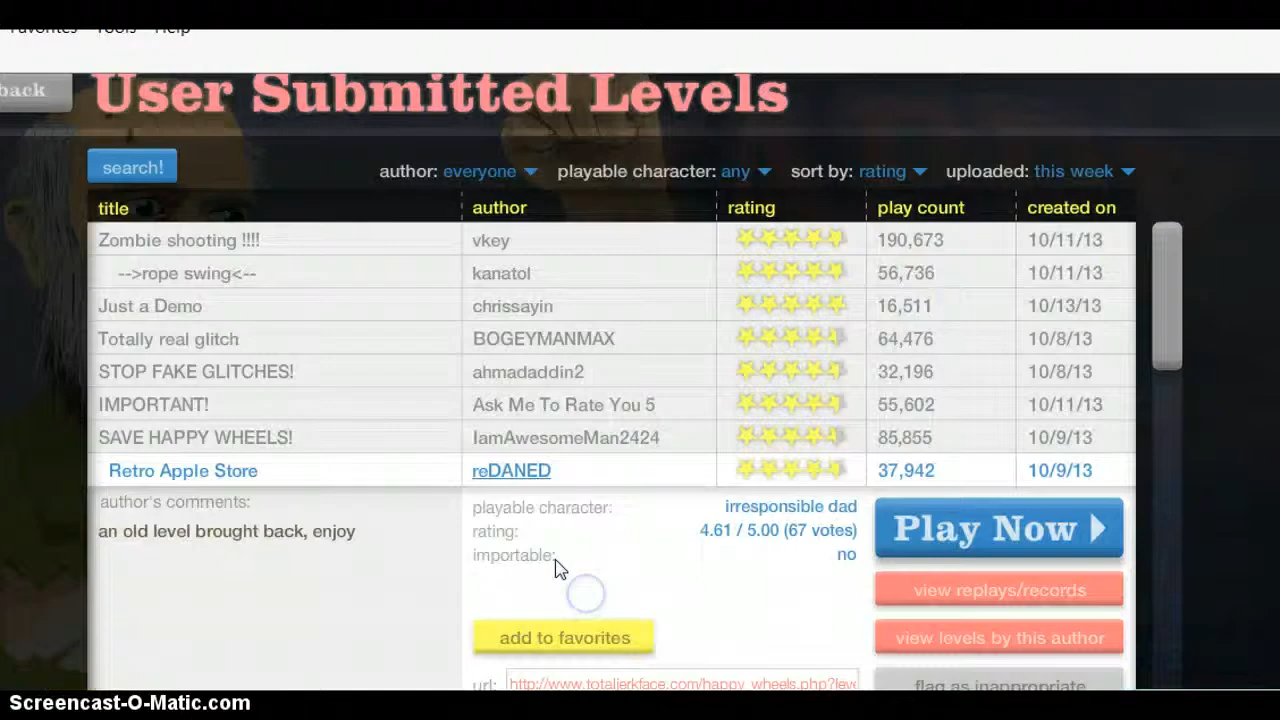 Favorites Tools Help
back
User Submitted Levels
search!
author: everyone playable character: any sort by: rating uploaded: this week
title author rating play count created on
Zombie shooting !!!! vkey 190,673 10/11/13
-->rope swing<-- kanatol 56,736 10/11/13
Just a Demo chrissayin 16,511 10/13/13
Totally real glitch BOGEYMANMAX 64,476 10/8/13
STOP FAKE GLITCHES! ahmadaddin2 32,196 10/8/13
IMPORTANT! Ask Me To Rate You 5 55,602 10/11/13
SAVE HAPPY WHEELS! IamAwesomeMan2424 85,855 10/9/13
Retro Apple Store reDANED 37,942 10/9/13
author's comments:
an old level brought back, enjoy
playable character: irresponsible dad
rating: 4.61 / 5.00 (67 votes)
importable: no
Play Now
view replays/records
add to favorites
view levels by this author
url: http://www.totaljerkface.com/happy_wheels.php?leve
flag as inappropriate
Screencast-O-Matic.com